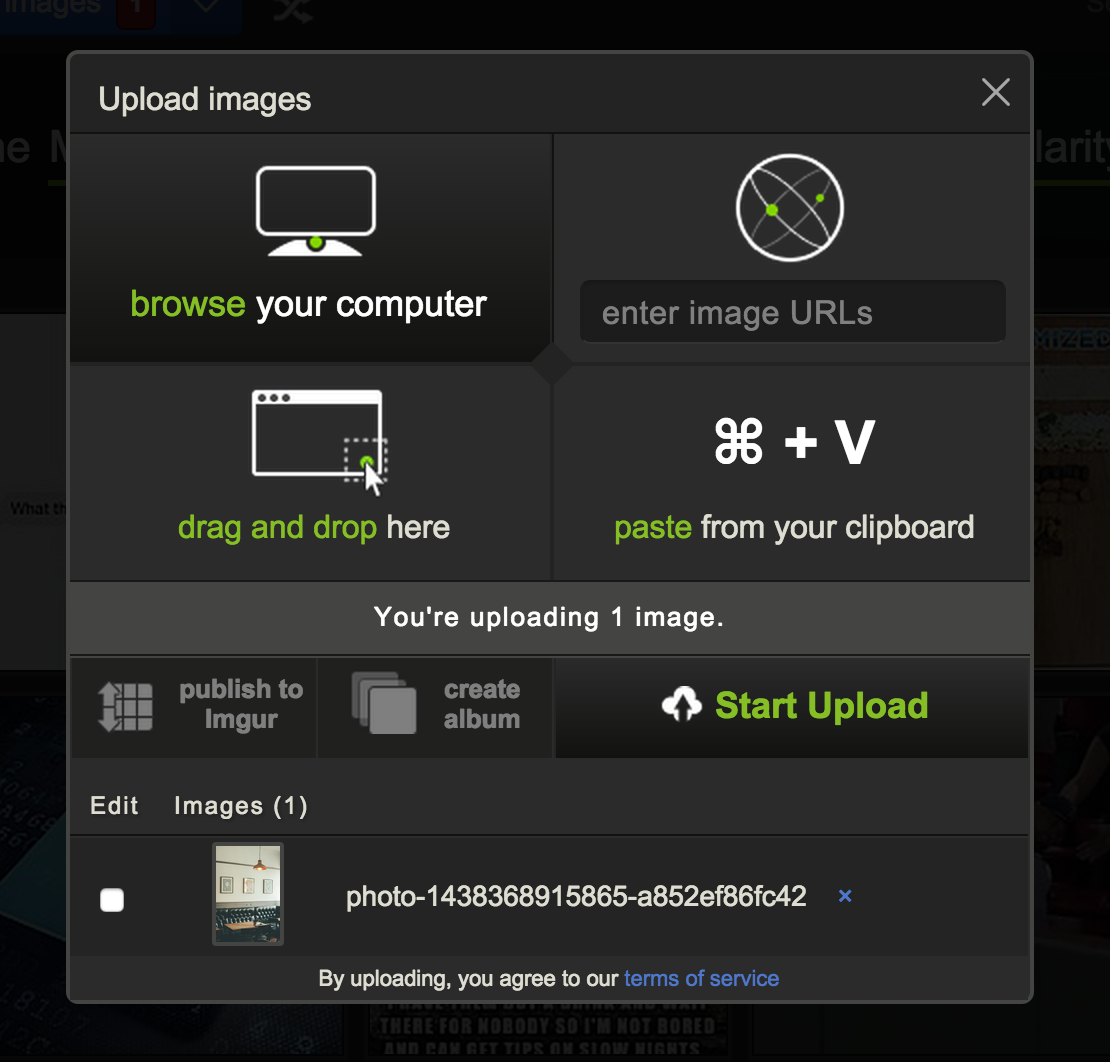 images 1
Upload images
browse your computer
enter image URLs
drag and drop here
⌘ + V
paste from your clipboard
You're uploading 1 image.
publish to
Imgur
create
album
Start Upload
Edit Images (1)
photo-1438368915865-a852ef86fc42 ×
By uploading, you agree to our terms of service
THERE FOR NOBODY SO I'M NOT BORED
AND CAN GET TIPS ON SLOW NIGHTS